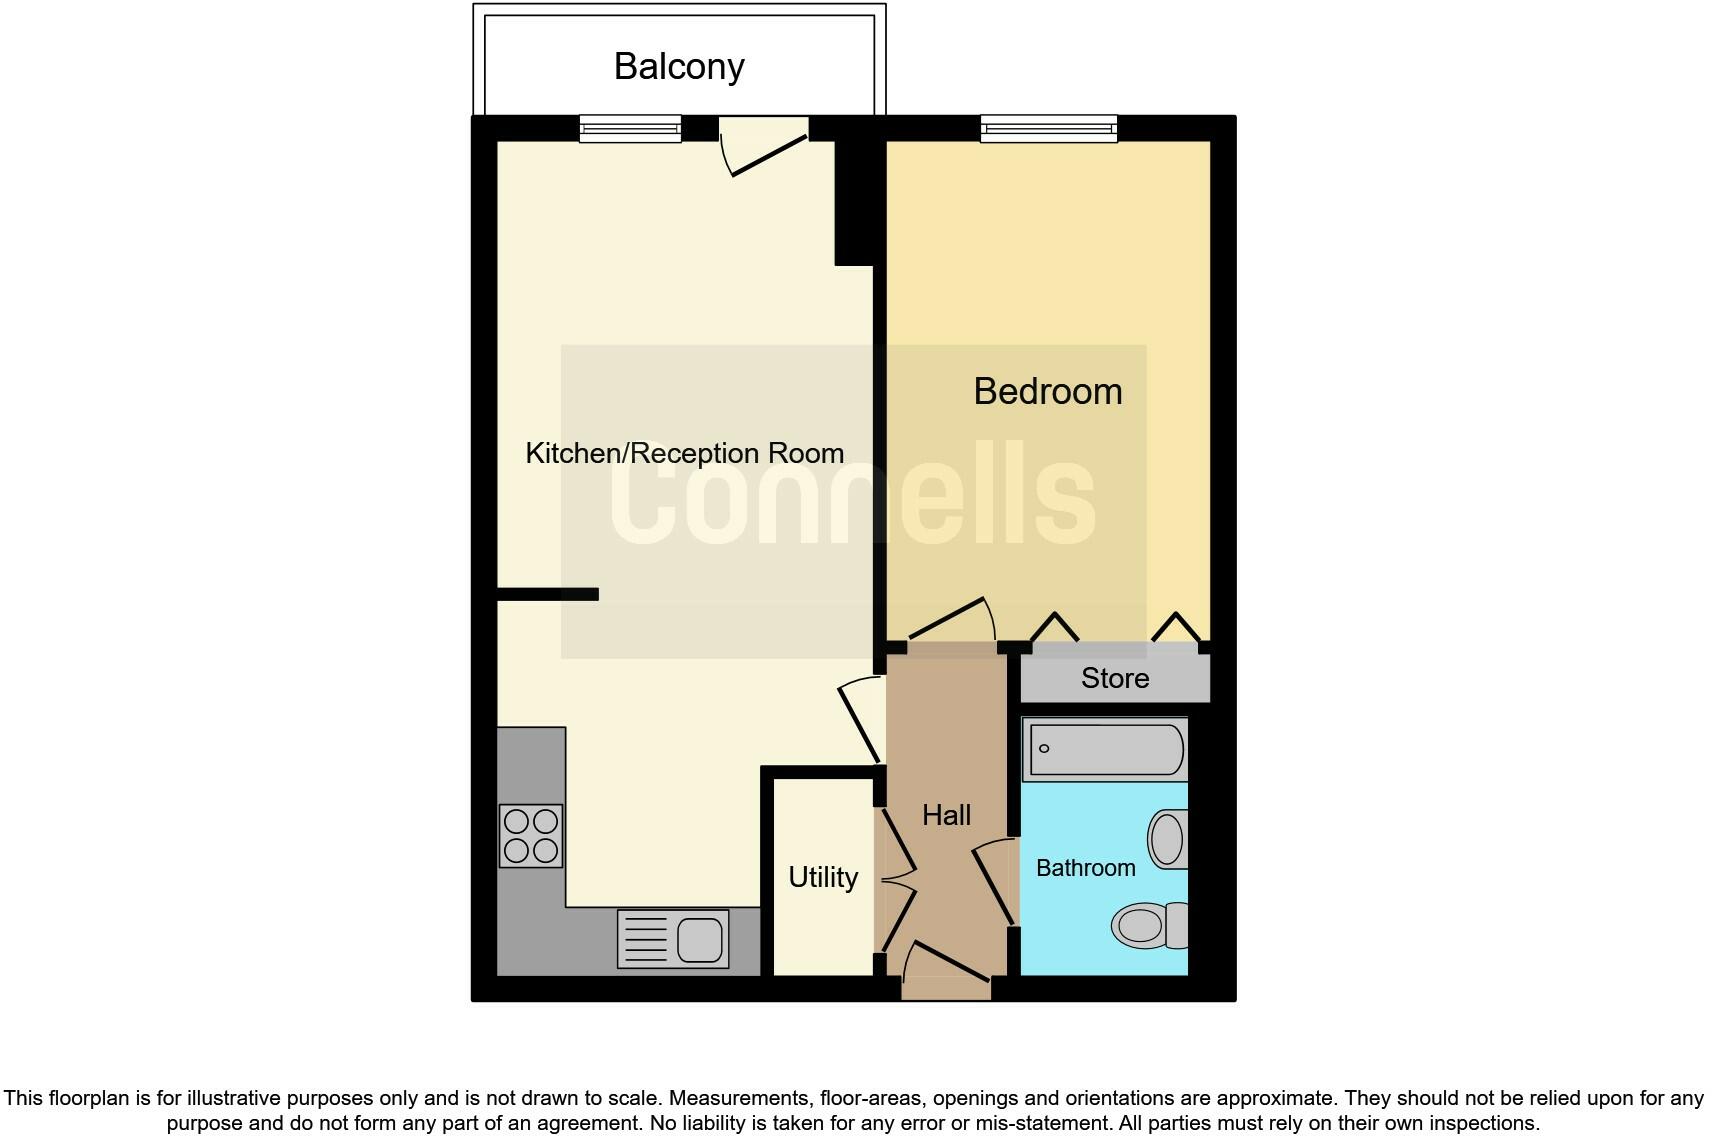 Balcony
Bedroom
Kitchen/Reception Room
Connells
Store
Hall
Bathroom
Utility
This floorplan is for illustrative purposes only and is not drawn to scale. Measurements, floor-areas, openings and orientations are approximate. They should not be relied upon for any
purpose and do not form any part of an agreement. No liability is taken for any error or mis-statement. All parties must rely on their own inspections.